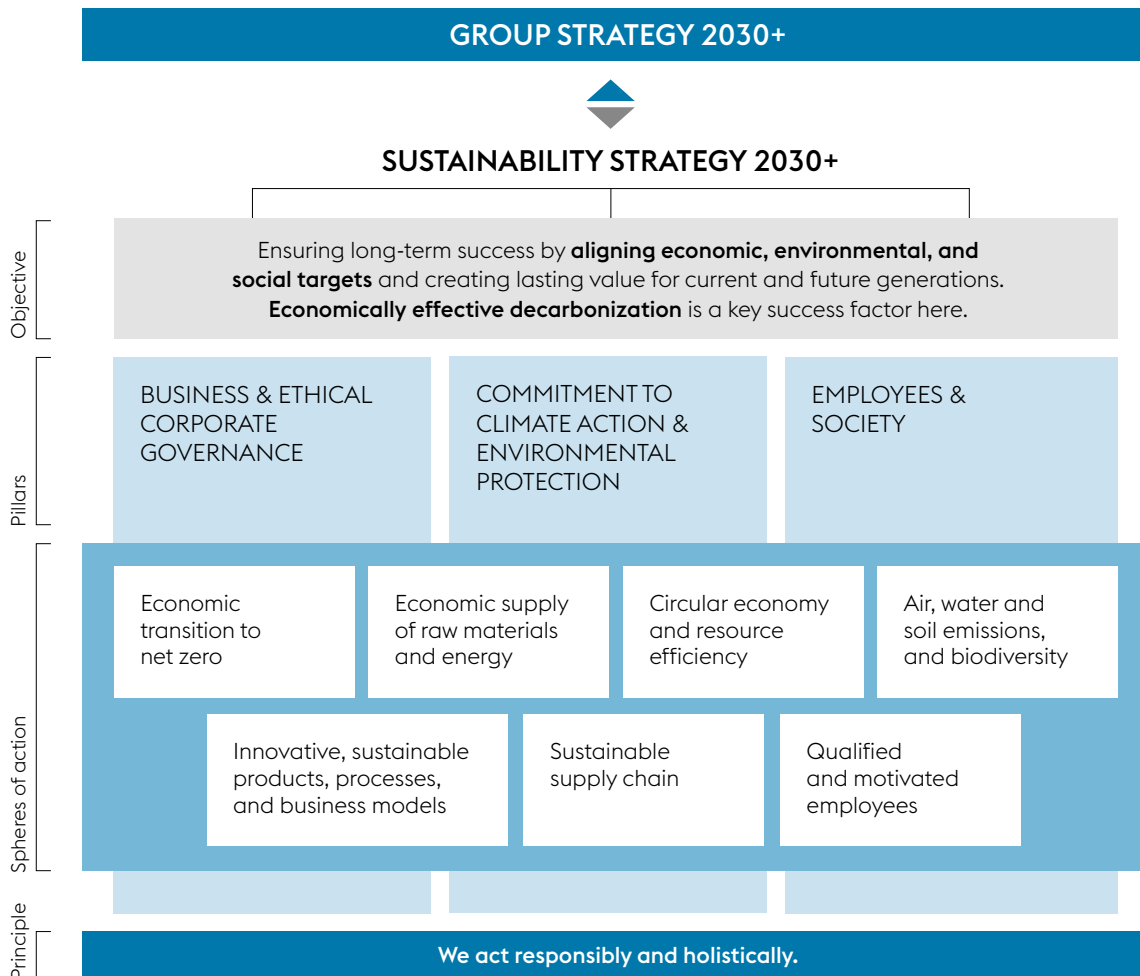 GROUP STRATEGY 2030+
SUSTAINABILITY STRATEGY 2030+
Objective
Ensuring long-term success by aligning economic, environmental, and
social targets and creating lasting value for current and future generations.
Economically effective decarbonization is a key success factor here.
Pillars
BUSINESS & ETHICAL
CORPORATE
GOVERNANCE
COMMITMENT TO
CLIMATE ACTION &
ENVIRONMENTAL
PROTECTION
EMPLOYEES &
SOCIETY
Spheres of action
Economic
transition to
net zero
Economic supply
of raw materials
and energy
Circular economy
and resource
efficiency
Air, water and
soil emissions,
and biodiversity
Innovative, sustainable
products, processes,
and business models
Sustainable
supply chain
Qualified
and motivated
employees
Principle
We act responsibly and holistically.